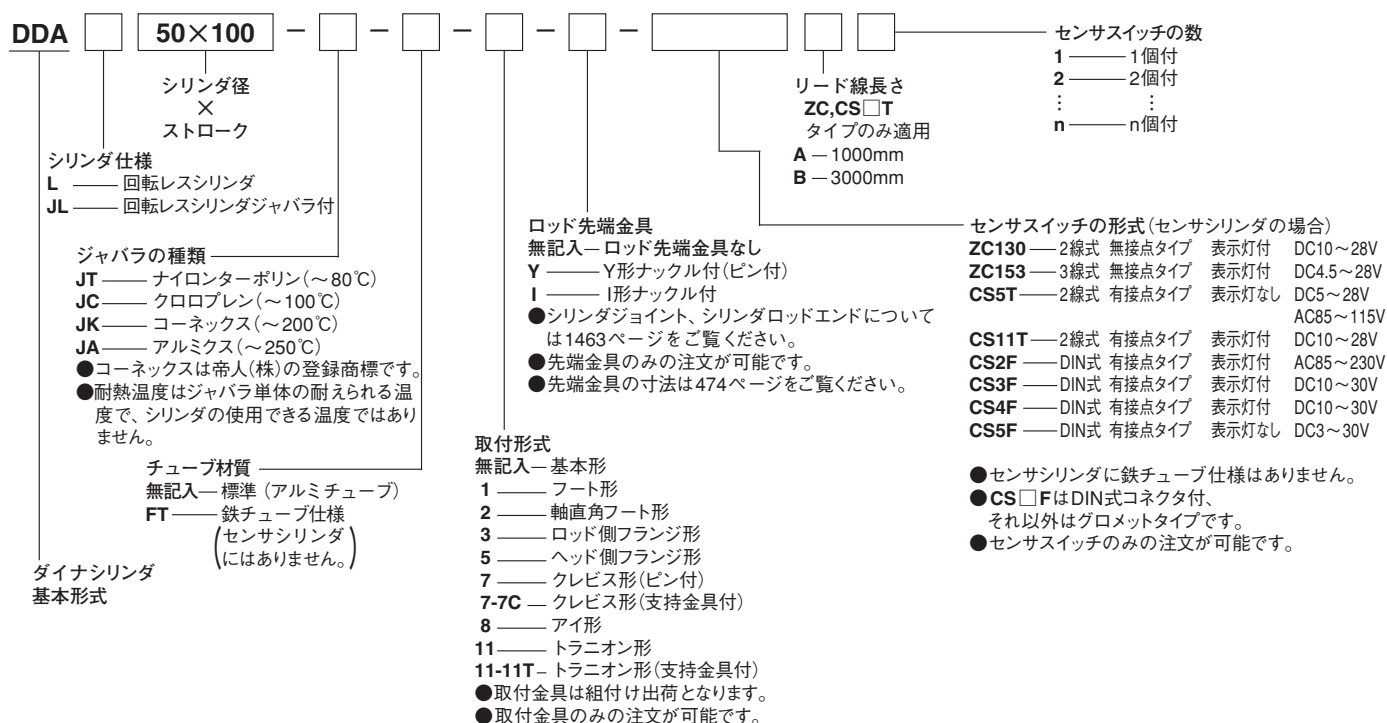 DDA □ 50×100 － □ － □ － □ － □ － □ □ □
センサスイッチの数
1 ——— 1個付
2 ——— 2個付
⋮ ⋮
n ——— n個付
シリンダ径
×
ストローク
リード線長さ
ZC,CS□T
タイプのみ適用
A — 1000mm
B — 3000mm
シリンダ仕様
L —— 回転レスシリンダ
JL —— 回転レスシリンダジャバラ付
ジャバラの種類
JT —— ナイロンターポリン(～80℃)
JC —— クロロプレン(～100℃)
JK —— コーネックス(～200℃)
JA —— アルミクス(～250℃)
●コーネックスは帝人(株)の登録商標です。
●耐熱温度はジャバラ単体の耐えられる温
度で、シリンダの使用できる温度ではあり
ません。
チューブ材質
無記入— 標準 (アルミチューブ)
FT —— 鉄チューブ仕様
(センサシリンダ
にはありません。)
ダイナシリンダ
基本形式
ロッド先端金具
無記入— ロッド先端金具なし
Y —— Y形ナックル付(ピン付)
I —— I形ナックル付
●シリンダジョイント、シリンダロッドエンドについて
は1463ページをご覧ください。
●先端金具のみの注文が可能です。
●先端金具の寸法は474ページをご覧ください。
取付形式
無記入— 基本形
1 —— フート形
2 —— 軸直角フート形
3 —— ロッド側フランジ形
5 —— ヘッド側フランジ形
7 —— クレビス形(ピン付)
7-7C — クレビス形(支持金具付)
8 —— アイ形
11 —— トラニオン形
11-11T – トラニオン形(支持金具付)
●取付金具は組付け出荷となります。
●取付金具のみの注文が可能です。
センサスイッチの形式(センサシリンダの場合)
ZC130 — 2線式 無接点タイプ 表示灯付 DC10～28V
ZC153 — 3線式 無接点タイプ 表示灯付 DC4.5～28V
CS5T — 2線式 有接点タイプ 表示灯なし DC5～28V
AC85～115V
CS11T — 2線式 有接点タイプ 表示灯付 DC10～28V
CS2F — DIN式 有接点タイプ 表示灯付 AC85～230V
CS3F — DIN式 有接点タイプ 表示灯付 DC10～30V
CS4F — DIN式 有接点タイプ 表示灯付 DC10～30V
CS5F — DIN式 有接点タイプ 表示灯なし DC3～30V
●センサシリンダに鉄チューブ仕様はありません。
●CS□FはDIN式コネクタ付、
それ以外はグロメットタイプです。
●センサスイッチのみの注文が可能です。